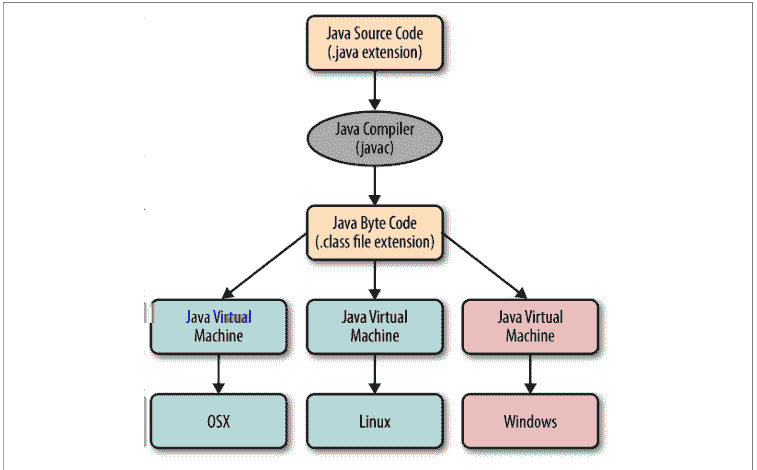 Java Source Code
(.java extension)
Java Compiler
(javac)
Java Byte Code
(.class file extension)
Java Virtual
Machine
Java Virtual
Machine
Java Virtual
Machine
OSX
Linux
Windows